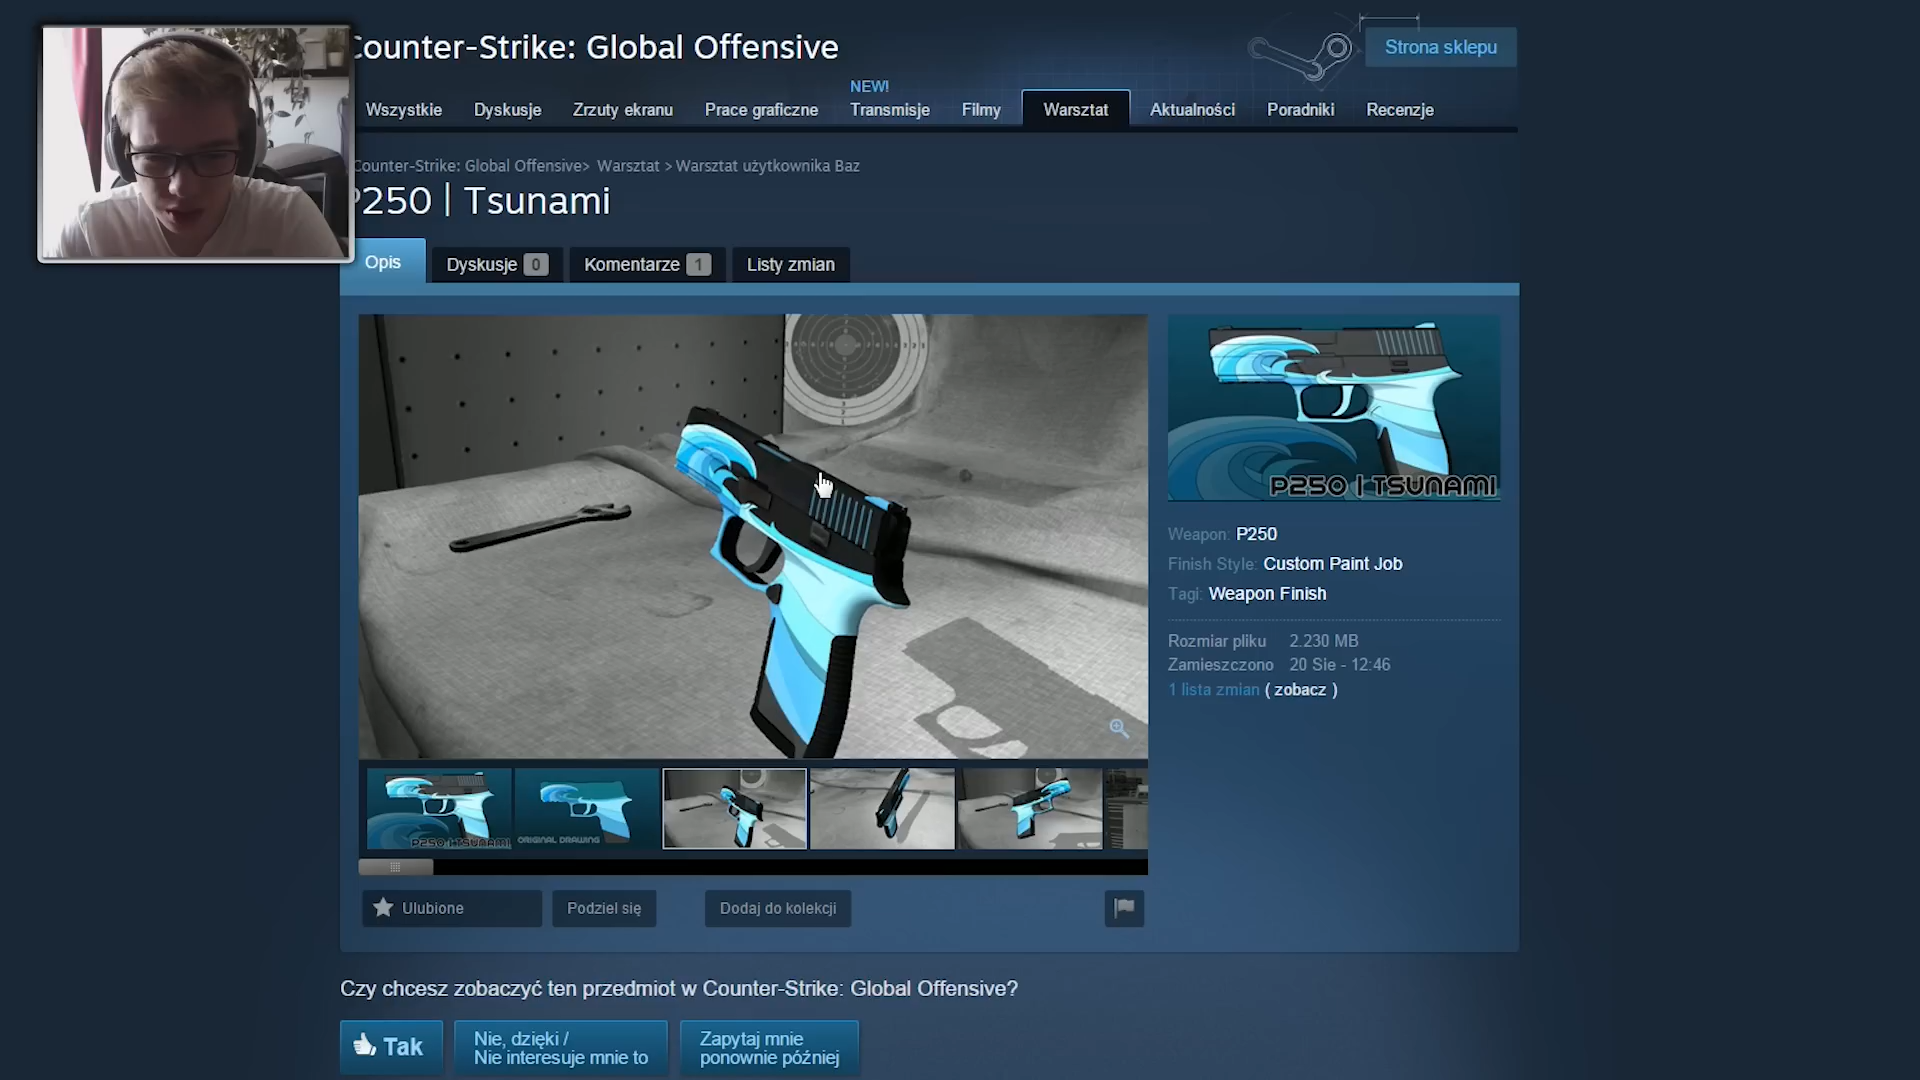 Counter-Strike: Global Offensive
Strona sklepu
NEW!
Wszystkie Dyskusje Zrzuty ekranu Prace graficzne Transmisje Filmy Warsztat Aktualności Poradniki Recenzje
Counter-Strike: Global Offensive> Warsztat > Warsztat użytkownika Baz
P250 | Tsunami
Opis Dyskusje 0 Komentarze 1 Listy zmian
P250 | TSUNAMI
Weapon: P250
Finish Style: Custom Paint Job
Tagi: Weapon Finish
Rozmiar pliku 2.230 MB
Zamieszczono 20 Sie - 12:46
1 lista zmian ( zobacz )
P250 | TSUNAMI
ORIGINAL DRAWING
Ulubione Podziel się Dodaj do kolekcji
Czy chcesz zobaczyć ten przedmiot w Counter-Strike: Global Offensive?
Tak
Nie, dzięki /
Nie interesuje mnie to
Zapytaj mnie
ponownie później